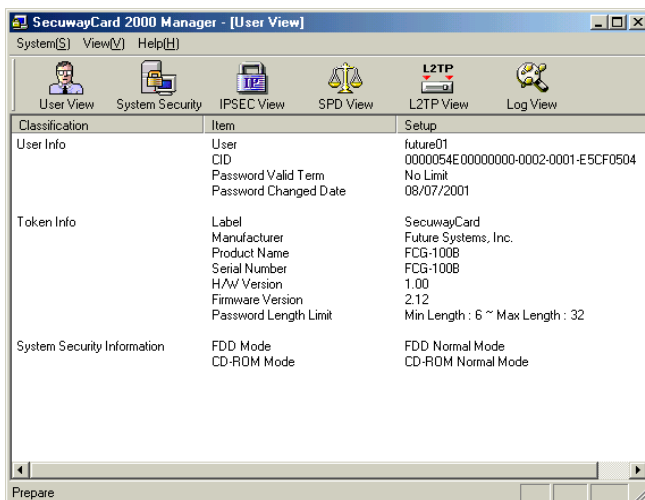 SecuwayCard 2000 Manager - [User View]
System(S) View(V) Help(H)
User View System Security IPSEC View SPD View L2TP View Log View
Classification Item Setup
User Info User future01
CID 0000054E00000000-0002-0001-E5CF0504
Password Valid Term No Limit
Password Changed Date 08/07/2001
Token Info Label SecuwayCard
Manufacturer Future Systems, Inc.
Product Name FCG-100B
Serial Number FCG-100B
H/W Version 1.00
Firmware Version 2.12
Password Length Limit Min Length : 6 ~ Max Length : 32
System Security Information FDD Mode FDD Normal Mode
CD-ROM Mode CD-ROM Normal Mode
Prepare